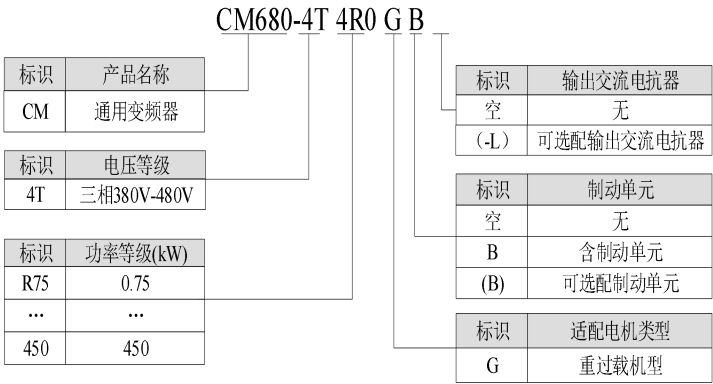 CM680-4T 4R0 G B
标识 产品名称
CM 通用变频器
标识 电压等级
4T 三相380V-480V
标识 功率等级(kW)
R75 0.75
... ...
450 450
标识 输出交流电抗器
空 无
(-L) 可选配输出交流电抗器
标识 制动单元
空 无
B 含制动单元
(B) 可选配制动单元
标识 适配电机类型
G 重过载机型